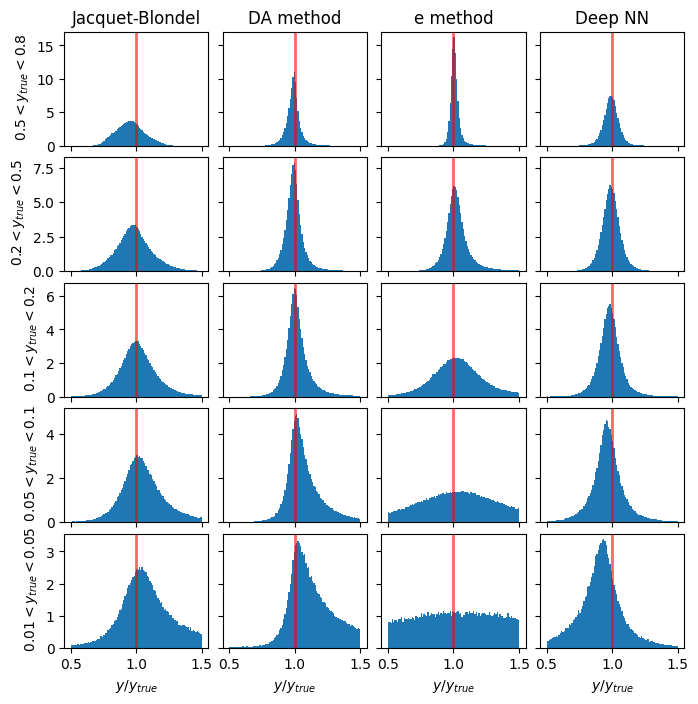 Jacquet-Blondel DA method e method Deep NN
0.5 < y_true < 0.8
15
10
5
0
0.2 < y_true < 0.5
7.5
5.0
2.5
0.0
0.1 < y_true < 0.2
6
4
2
0
0.05 < y_true < 0.1
4
2
0
0.01 < y_true < 0.05
3
2
1
0
0.5 1.0 1.5 0.5 1.0 1.5 0.5 1.0 1.5 0.5 1.0 1.5
y/y_true y/y_true y/y_true y/y_true